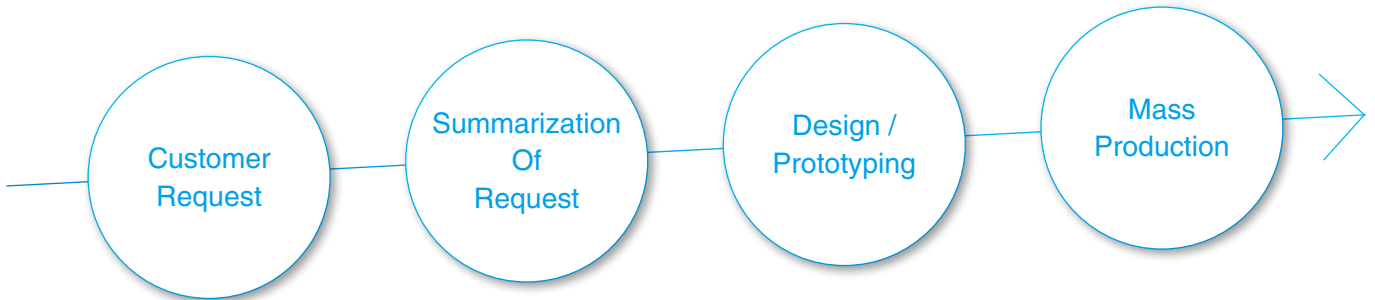 Customer
Request
Summarization
Of
Request
Design /
Prototyping
Mass
Production